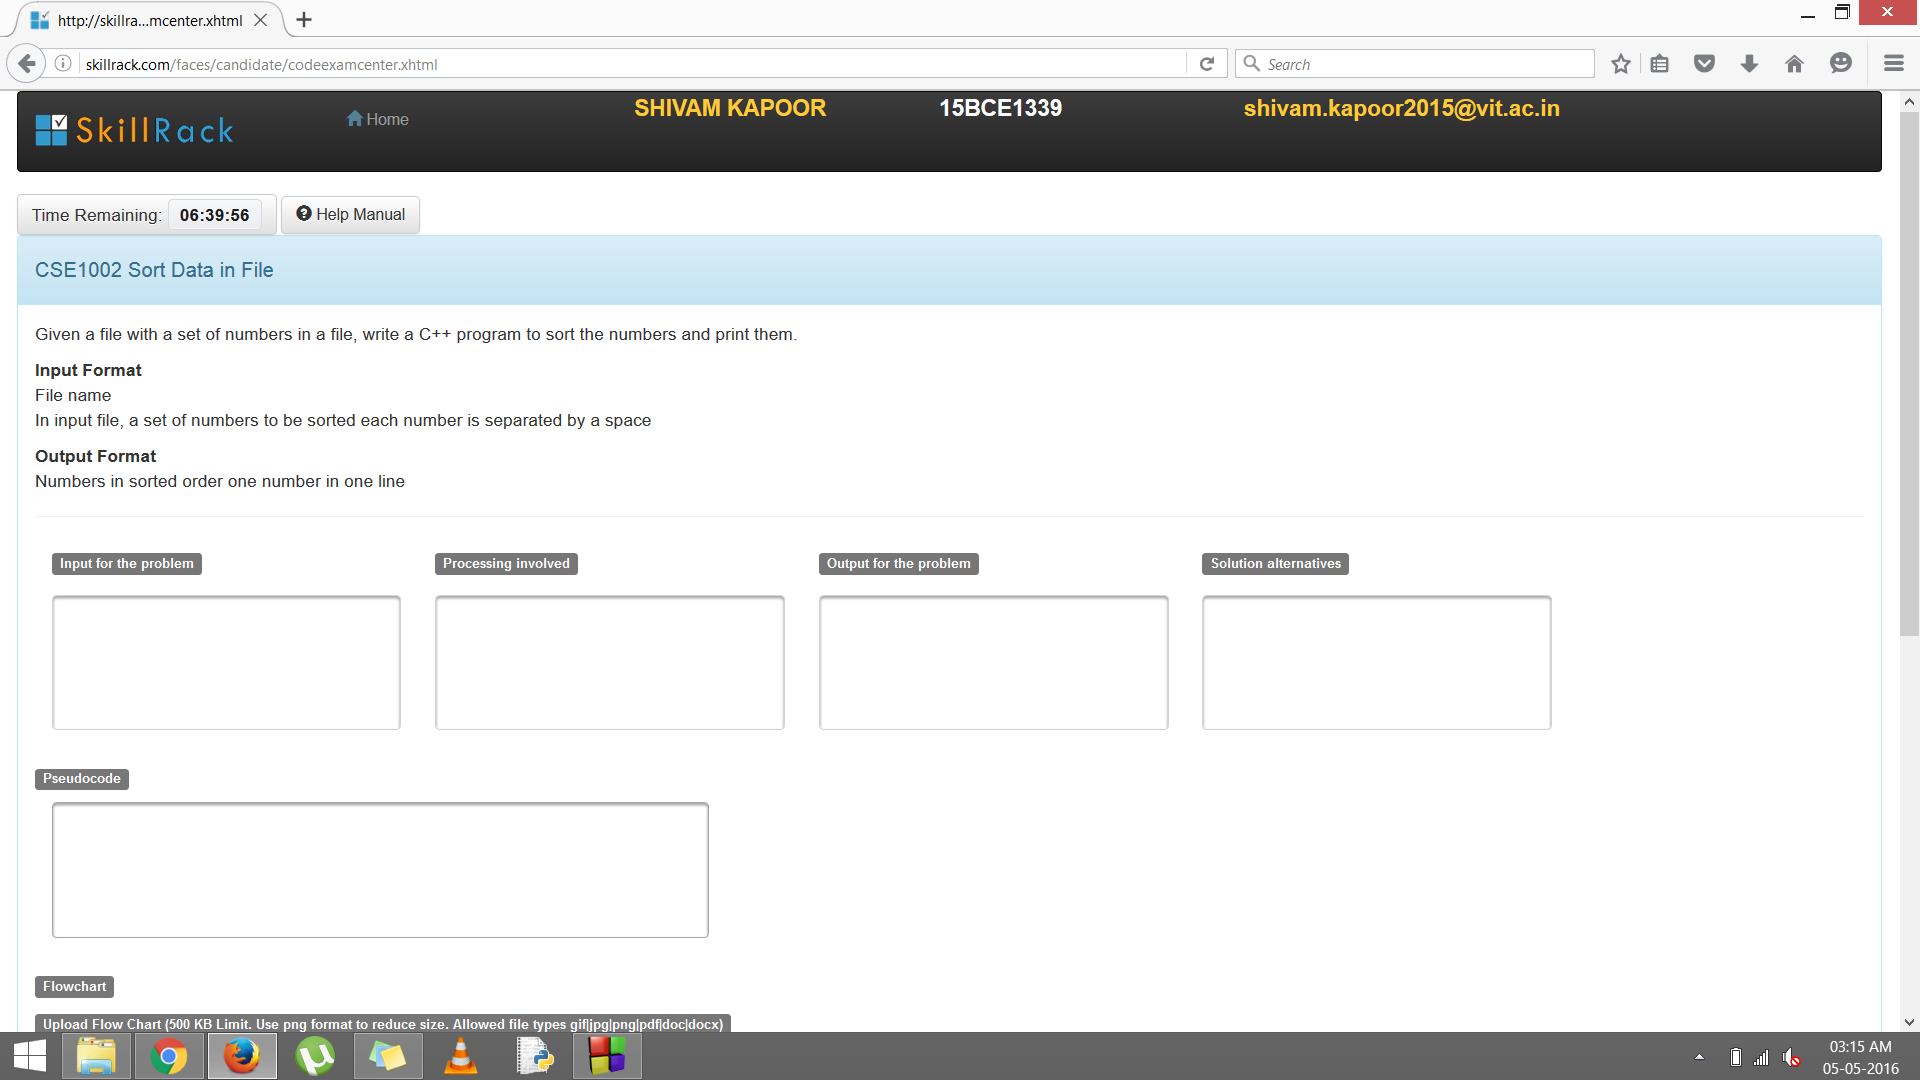 http://skillra...mcenter.xhtml
skillrack.com/faces/candidate/codeexamcenter.xhtml
Search
SkillRack
Home
SHIVAM KAPOOR
15BCE1339
shivam.kapoor2015@vit.ac.in
Time Remaining: 06:39:56
Help Manual
CSE1002 Sort Data in File
Given a file with a set of numbers in a file, write a C++ program to sort the numbers and print them.
Input Format
File name
In input file, a set of numbers to be sorted each number is separated by a space
Output Format
Numbers in sorted order one number in one line
Input for the problem
Processing involved
Output for the problem
Solution alternatives
Pseudocode
Flowchart
Upload Flow Chart (500 KB Limit. Use png format to reduce size. Allowed file types gif|jpg|png|pdf|doc|docx)
03:15 AM
05-05-2016